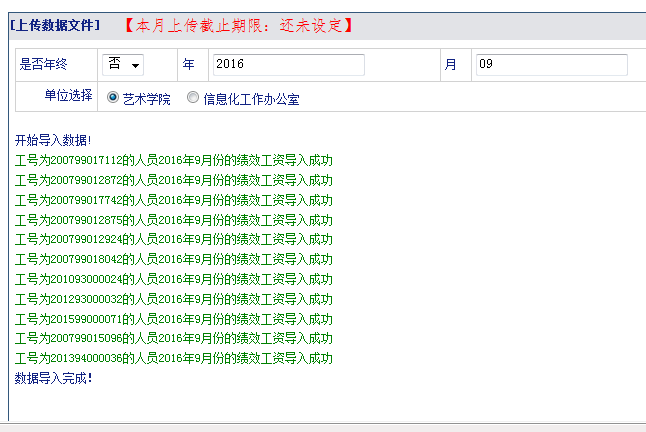 [上传数据文件] 【本月上传截止期限：还未设定】
是否年终 否 年 2016 月 09
单位选择 艺术学院 信息化工作办公室
开始导入数据!
工号为200799017112的人员2016年9月份的绩效工资导入成功
工号为200799012872的人员2016年9月份的绩效工资导入成功
工号为200799017742的人员2016年9月份的绩效工资导入成功
工号为200799012875的人员2016年9月份的绩效工资导入成功
工号为200799012924的人员2016年9月份的绩效工资导入成功
工号为200799018042的人员2016年9月份的绩效工资导入成功
工号为201093000024的人员2016年9月份的绩效工资导入成功
工号为201293000032的人员2016年9月份的绩效工资导入成功
工号为201599000071的人员2016年9月份的绩效工资导入成功
工号为200799015096的人员2016年9月份的绩效工资导入成功
工号为201394000036的人员2016年9月份的绩效工资导入成功
数据导入完成!